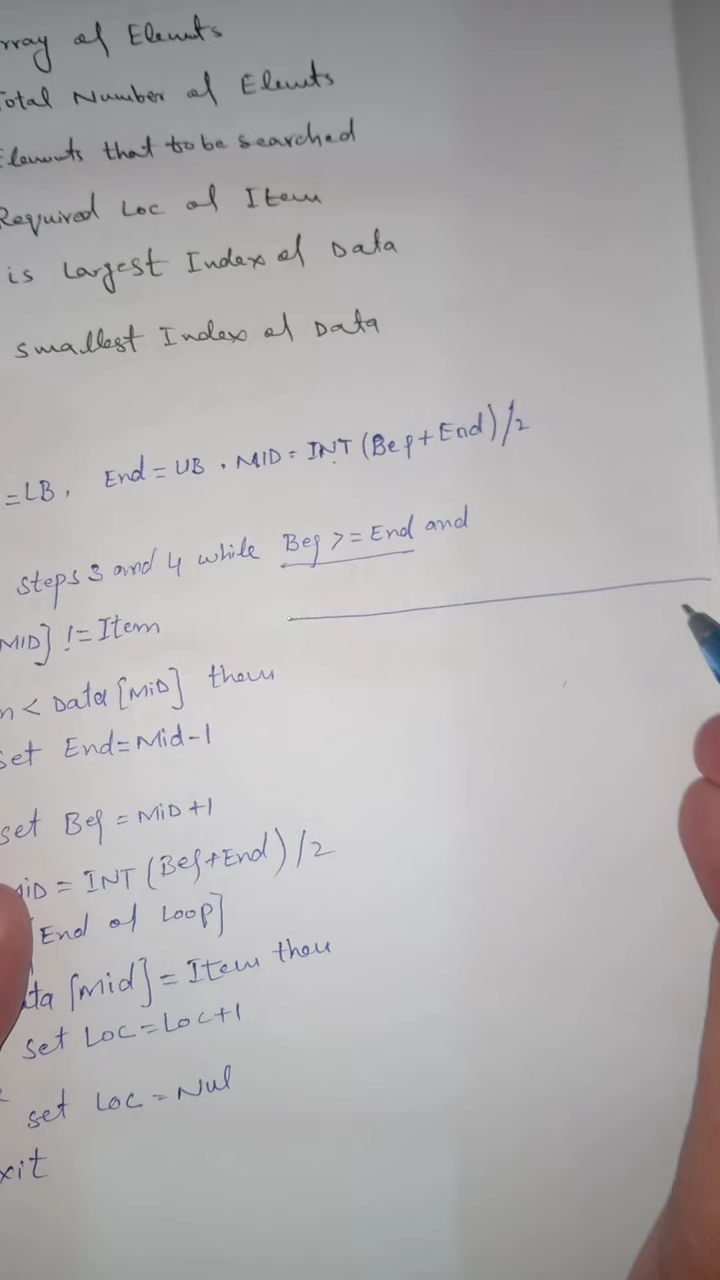 rray of Elements
Total Number of Elements
Elements that to be searched
Required Loc of Item
is Largest Index of Data
smallest Index of Data
=LB, End = UB . MID = INT (Beg+End)/2
steps 3 and 4 while Beg >= End and
MID] != Item
n < Data [MID] then
set End = Mid-1
set Beg = MID+1
MID = INT (Beg+End)/2
[End of Loop]
ta [mid] = Item then
set Loc = Loc+1
set Loc = Nul
xit